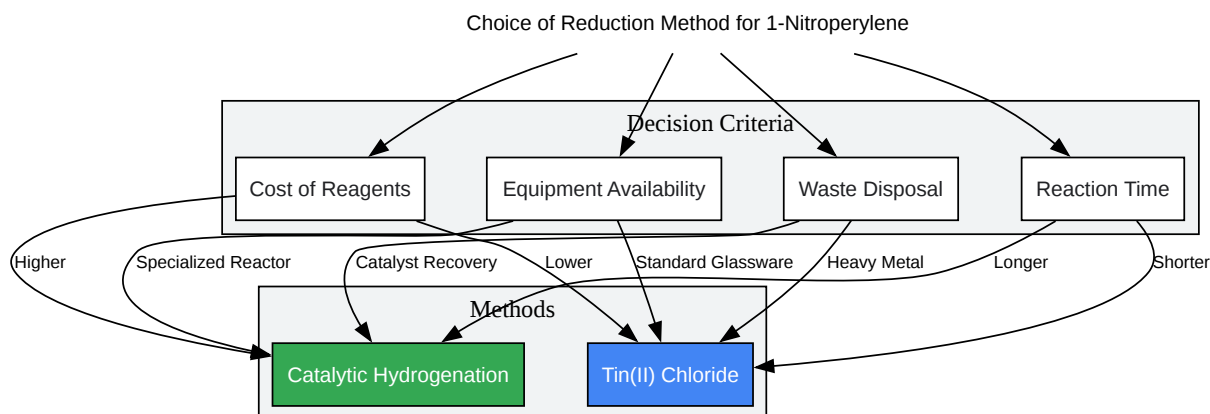 Choice of Reduction Method for 1-Nitroperylene
Decision Criteria
Cost of Reagents
Equipment Availability
Waste Disposal
Reaction Time
Higher
Specialized Reactor
Catalyst Recovery
Lower
Standard Glassware
Heavy Metal
Longer
Shorter
Methods
Catalytic Hydrogenation
Tin(II) Chloride